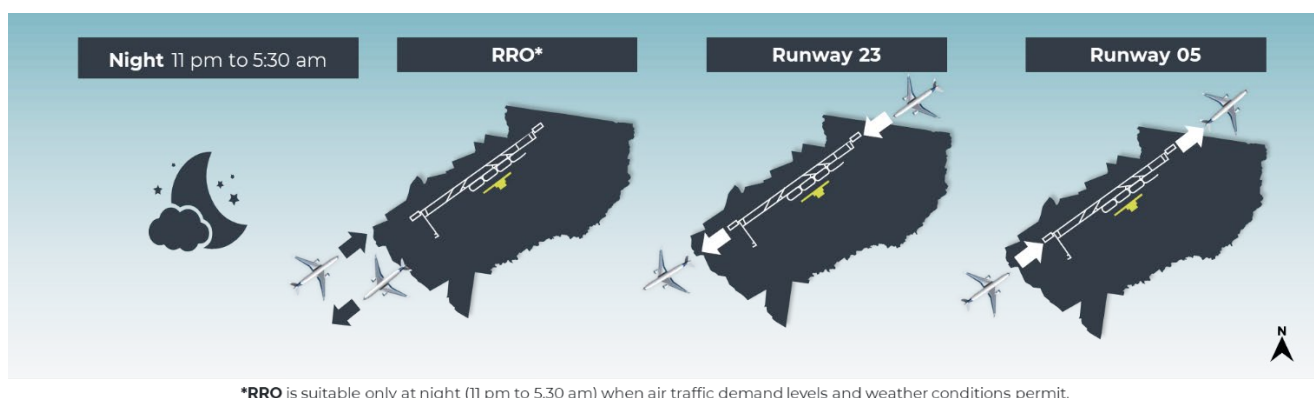 Night 11 pm to 5:30 am
RRO*
Runway 23
Runway 05
N
*RRO is suitable only at night (11 pm to 5.30 am) when air traffic demand levels and weather conditions permit.